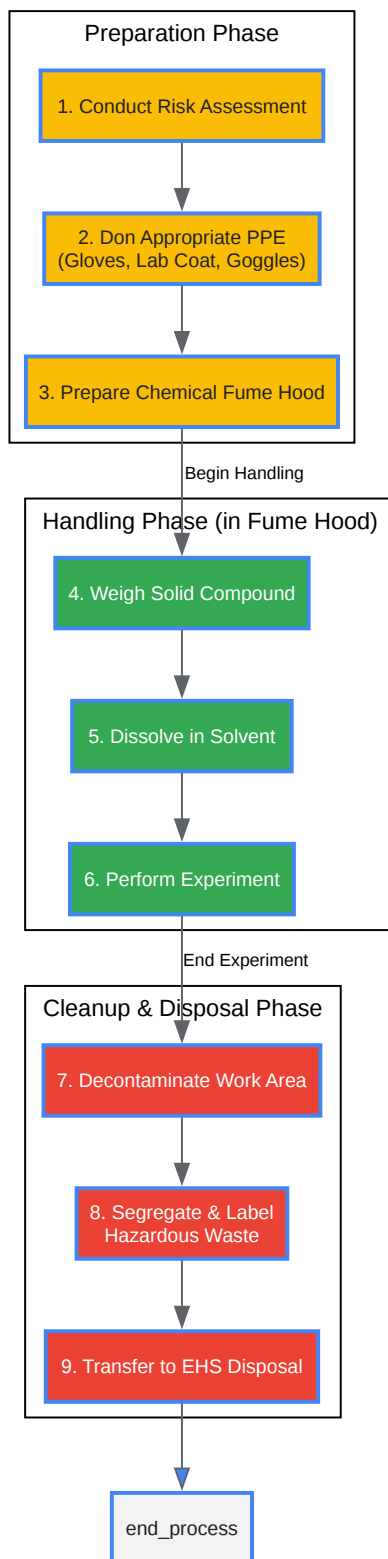 Preparation Phase
1. Conduct Risk Assessment
2. Don Appropriate PPE
(Gloves, Lab Coat, Goggles)
3. Prepare Chemical Fume Hood
Begin Handling
Handling Phase (in Fume Hood)
4. Weigh Solid Compound
5. Dissolve in Solvent
6. Perform Experiment
End Experiment
Cleanup & Disposal Phase
7. Decontaminate Work Area
8. Segregate & Label
Hazardous Waste
9. Transfer to EHS Disposal
end_process